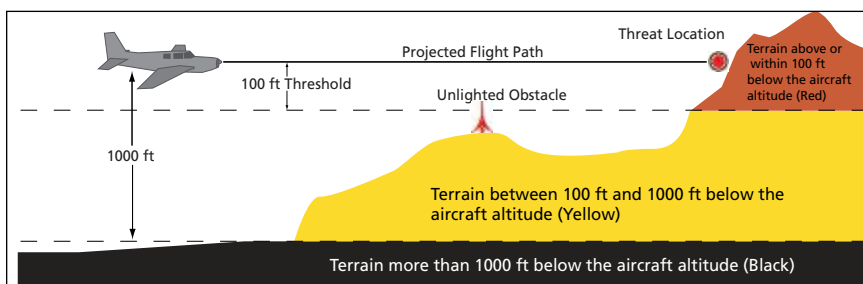 Threat Location
Projected Flight Path
Terrain above or
within 100 ft
below the aircraft
altitude (Red)
100 ft Threshold
Unlighted Obstacle
1000 ft
Terrain between 100 ft and 1000 ft below the
aircraft altitude (Yellow)
Terrain more than 1000 ft below the aircraft altitude (Black)